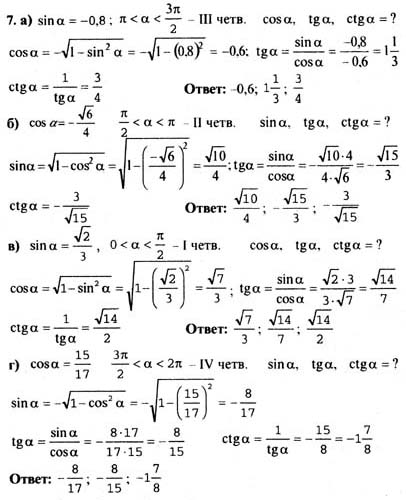 7. а) sin α = −0,8 ; π < α < 3π/2 − III четв. cos α, tg α, ctg α = ?
cos α = −√(1−sin² α) = −√(1−(0,8)²) = −0,6; tg α = sin α/cos α = −0,8/−0,6 = 1 1/3
ctg α = 1/tg α = 3/4 Ответ: −0,6; 1 1/3 ; 3/4
б) cos α = −√6/4 π/2 < α < π − II четв. sin α, tg α, ctg α = ?
sin α = √(1−cos² α) = √(1−(−√6/4)²) = √10/4 ; tg α = sin α/cos α = −√10·4/4·√6 = −√15/3
ctg α = −3/√15 Ответ: √10/4 ; −√15/3 ; −3/√15
в) sin α = √2/3 , 0 < α < π/2 − I четв. cos α, tg α, ctg α = ?
cos α = √(1−sin² α) = √(1−(√2/3)²) = √7/3 ; tg α = sin α/cos α = √2·3/3·√7 = √14/7
ctg α = 1/tg α = √14/2 Ответ: √7/3 ; √14/7 ; √14/2
г) cos α = 15/17 3π/2 < α < 2π − IV четв. sin α, tg α, ctg α = ?
sin α = −√(1−cos² α) = −√(1−(15/17)²) = −8/17
tg α = sin α/cos α = −8·17/17·15 = −8/15 ctg α = 1/tg α = −15/8 = −1 7/8
Ответ: −8/17 ; −8/15 ; −1 7/8